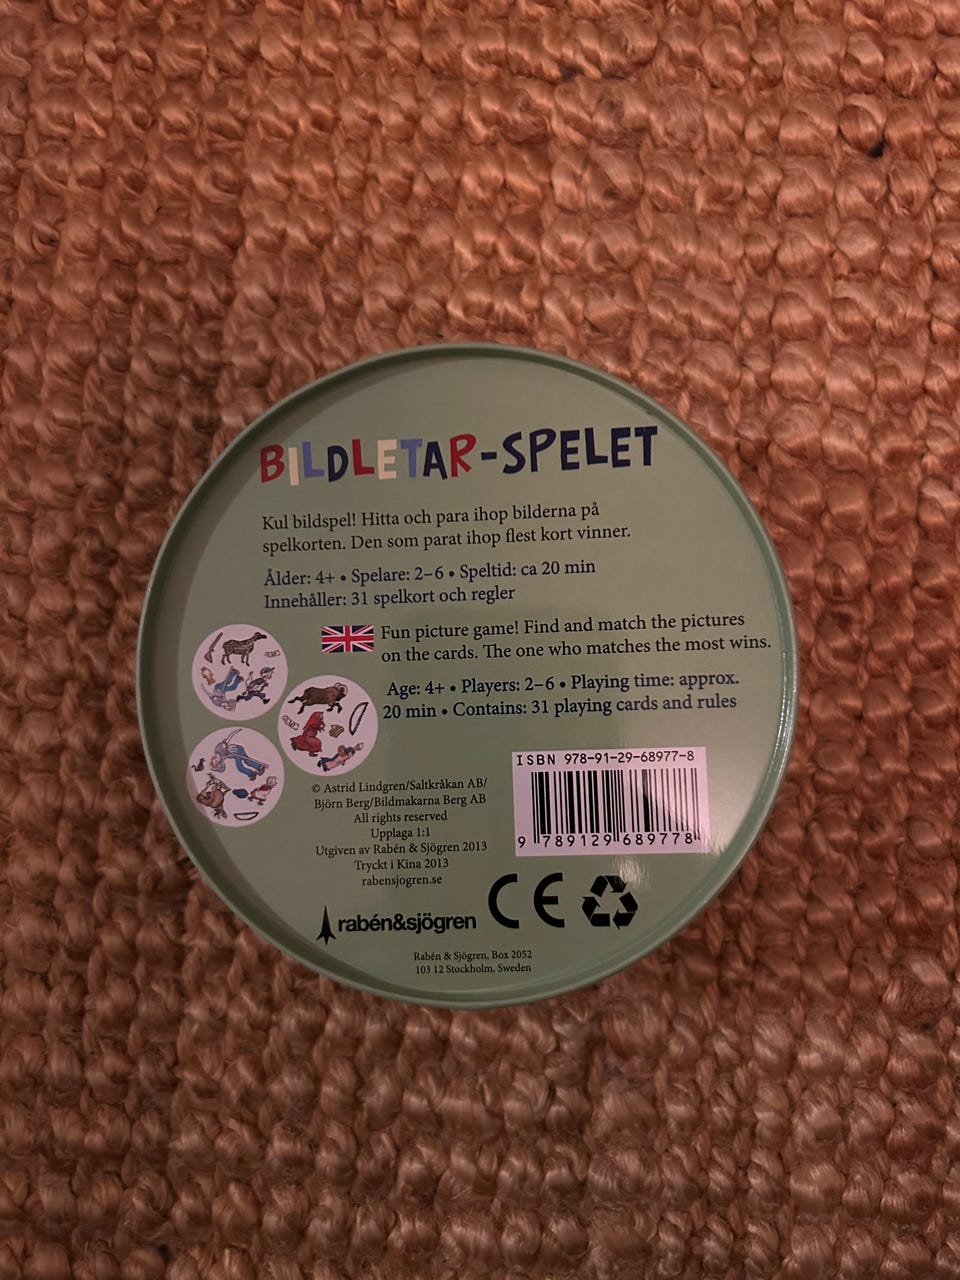 BILDLETAR-SPELET
Kul bildspel! Hitta och para ihop bilderna på
spelkorten. Den som parat ihop flest kort vinner.
Ålder: 4+ • Spelare: 2–6 • Speltid: ca 20 min
Innehåller: 31 spelkort och regler
Fun picture game! Find and match the pictures
on the cards. The one who matches the most wins.
Age: 4+ • Players: 2–6 • Playing time: approx.
20 min • Contains: 31 playing cards and rules
© Astrid Lindgren/Saltkråkan AB/
Björn Berg/Bildmakarna Berg AB
All rights reserved
Upplaga 1:1
Utgiven av Rabén & Sjögren 2013
Tryckt i Kina 2013
rabensjogren.se
ISBN 978-91-29-68977-8
9 789129 689778
rabén&sjögren
CE
Rabén & Sjögren, Box 2052
103 12 Stockholm, Sweden